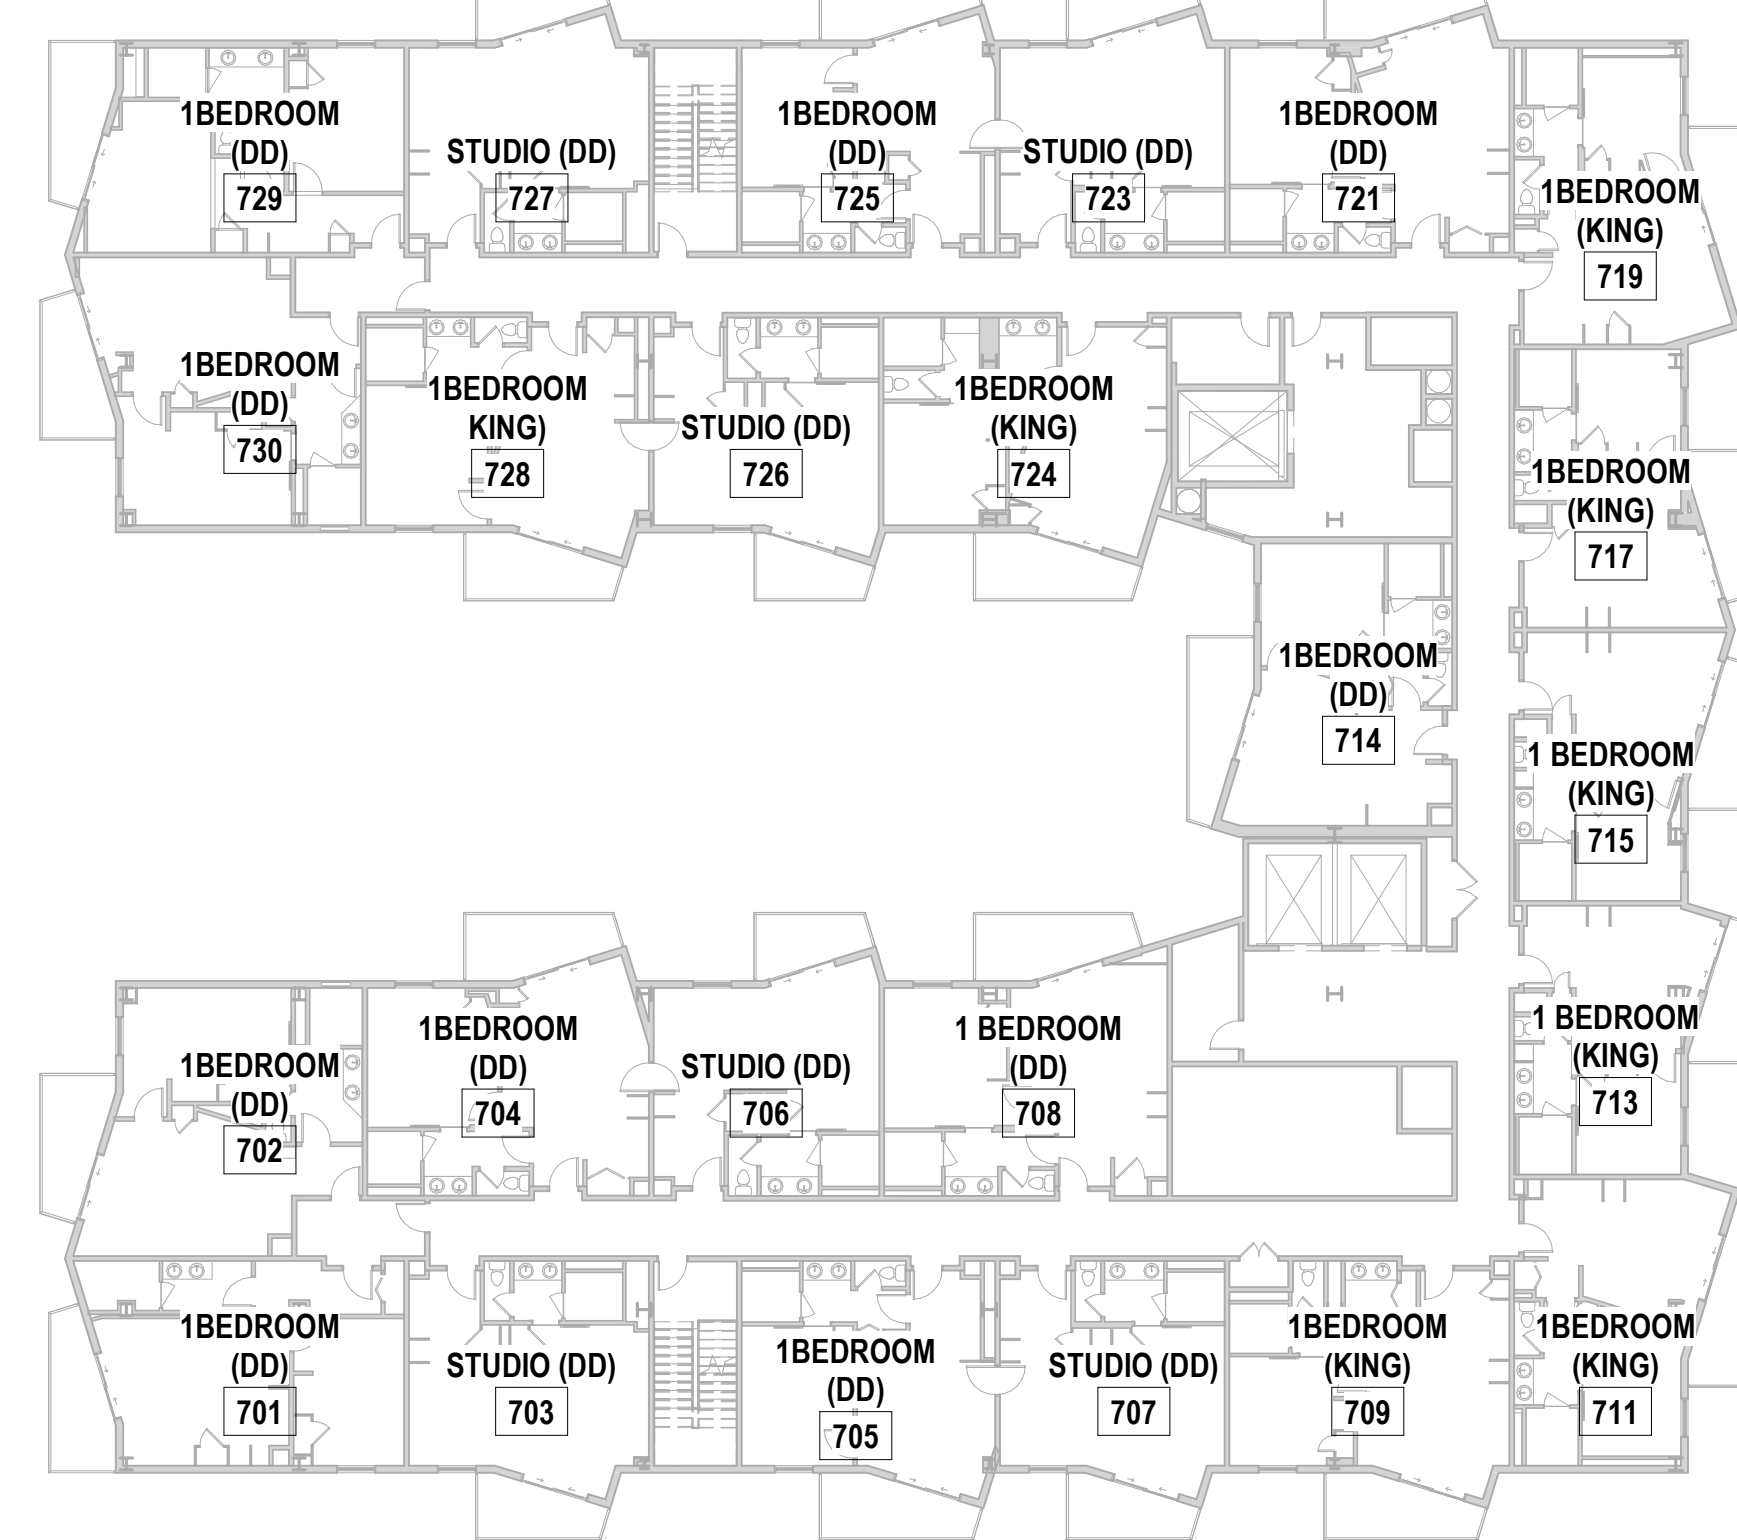 1BEDROOM
(DD)
729
STUDIO (DD)
727
1BEDROOM
(DD)
725
STUDIO (DD)
723
1BEDROOM
(DD)
721
1BEDROOM
(KING)
719
1BEDROOM
(DD)
730
1BEDROOM
KING)
728
STUDIO (DD)
726
1BEDROOM
(KING)
724
1BEDROOM
(KING)
717
1BEDROOM
(DD)
714
1 BEDROOM
(KING)
715
1BEDROOM
(DD)
702
1BEDROOM
(DD)
704
STUDIO (DD)
706
1 BEDROOM
(DD)
708
1 BEDROOM
(KING)
713
1BEDROOM
(DD)
701
STUDIO (DD)
703
1BEDROOM
(DD)
705
STUDIO (DD)
707
1BEDROOM
(KING)
709
1BEDROOM
(KING)
711